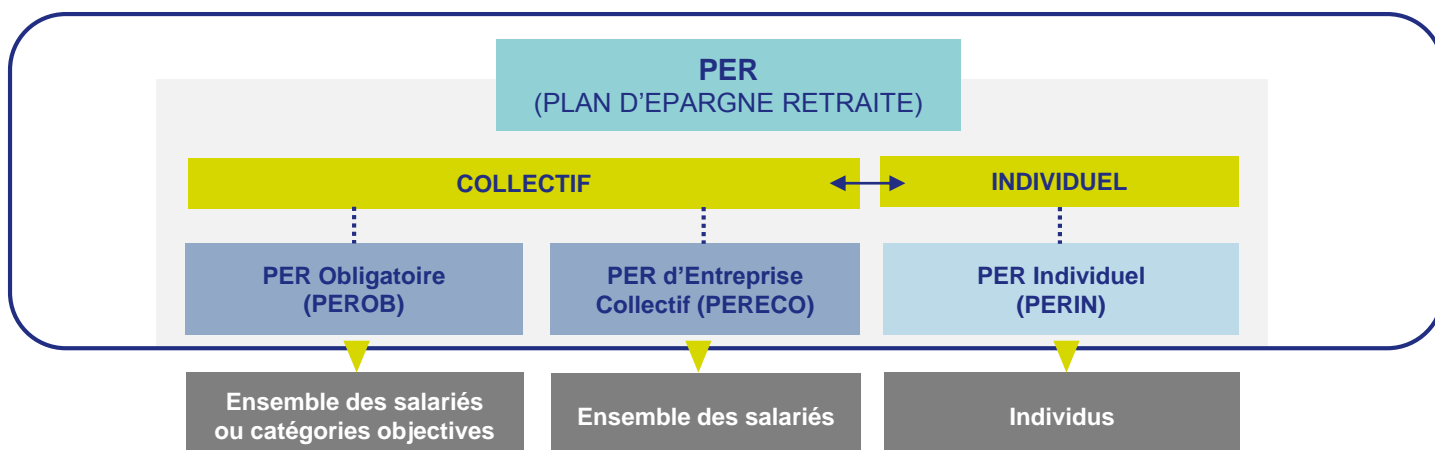 PER
(PLAN D'EPARGNE RETRAITE)
COLLECTIF
INDIVIDUEL
PER Obligatoire
(PEROB)
PER d'Entreprise
Collectif (PERECO)
PER Individuel
(PERIN)
Ensemble des salariés
ou catégories objectives
Ensemble des salariés
Individus